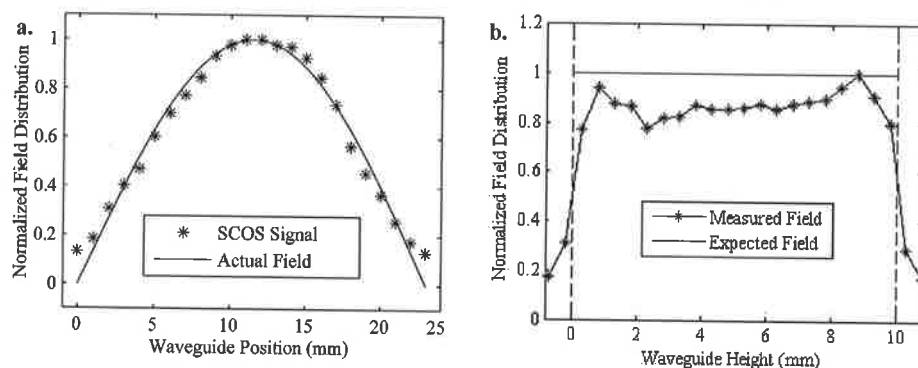 a.
Normalized Field Distribution
1
0.8
0.6
0.4
0.2
0
SCOS Signal
Actual Field
0 5 10 15 20 25
Waveguide Position (mm)
b.
Normalized Field Distribution
1.2
1
0.8
0.6
0.4
0.2
0
Measured Field
Expected Field
0 2 4 6 8 10
Waveguide Height (mm)